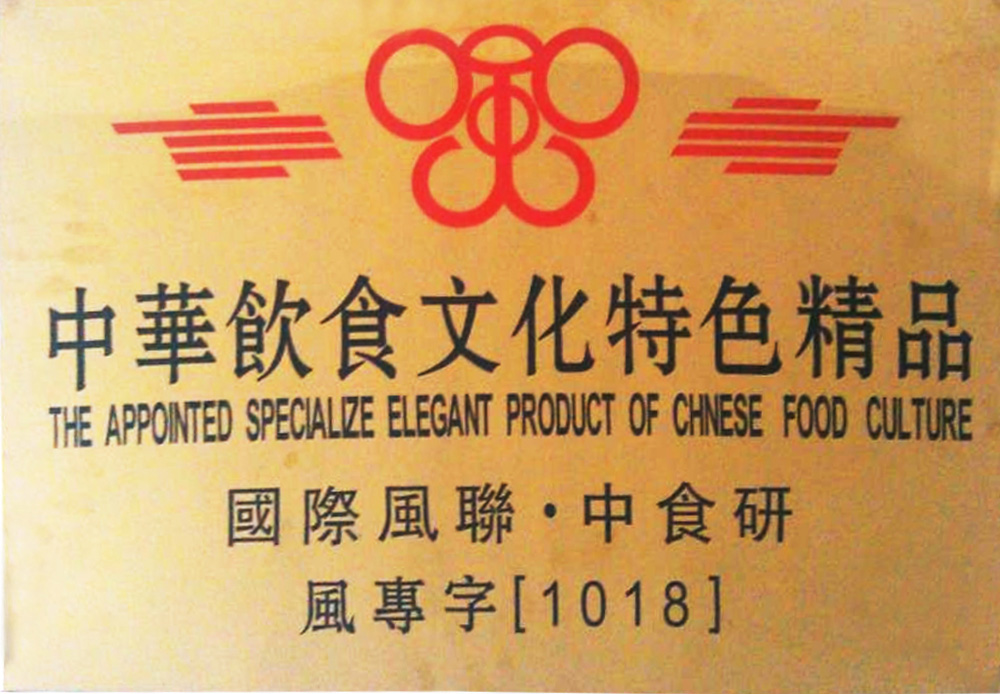 中華飲食文化特色精品
THE APPOINTED SPECIALIZE ELEGANT PRODUCT OF CHNESE FOOD CULTURE
國際風聯·中食研
風專字[1018]